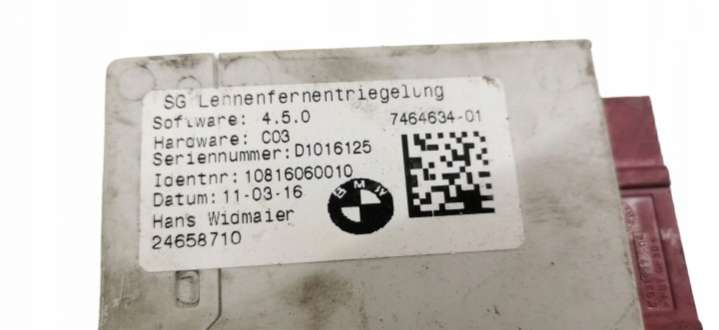 SG Lehnenfernentriegelung
Software: 4.5.0
7464634-01
Hardware: C03
Seriennummer:D1016125
Identnr:10816060010
Datum:11-03-16
Hans Widmaier
24658710
BMW